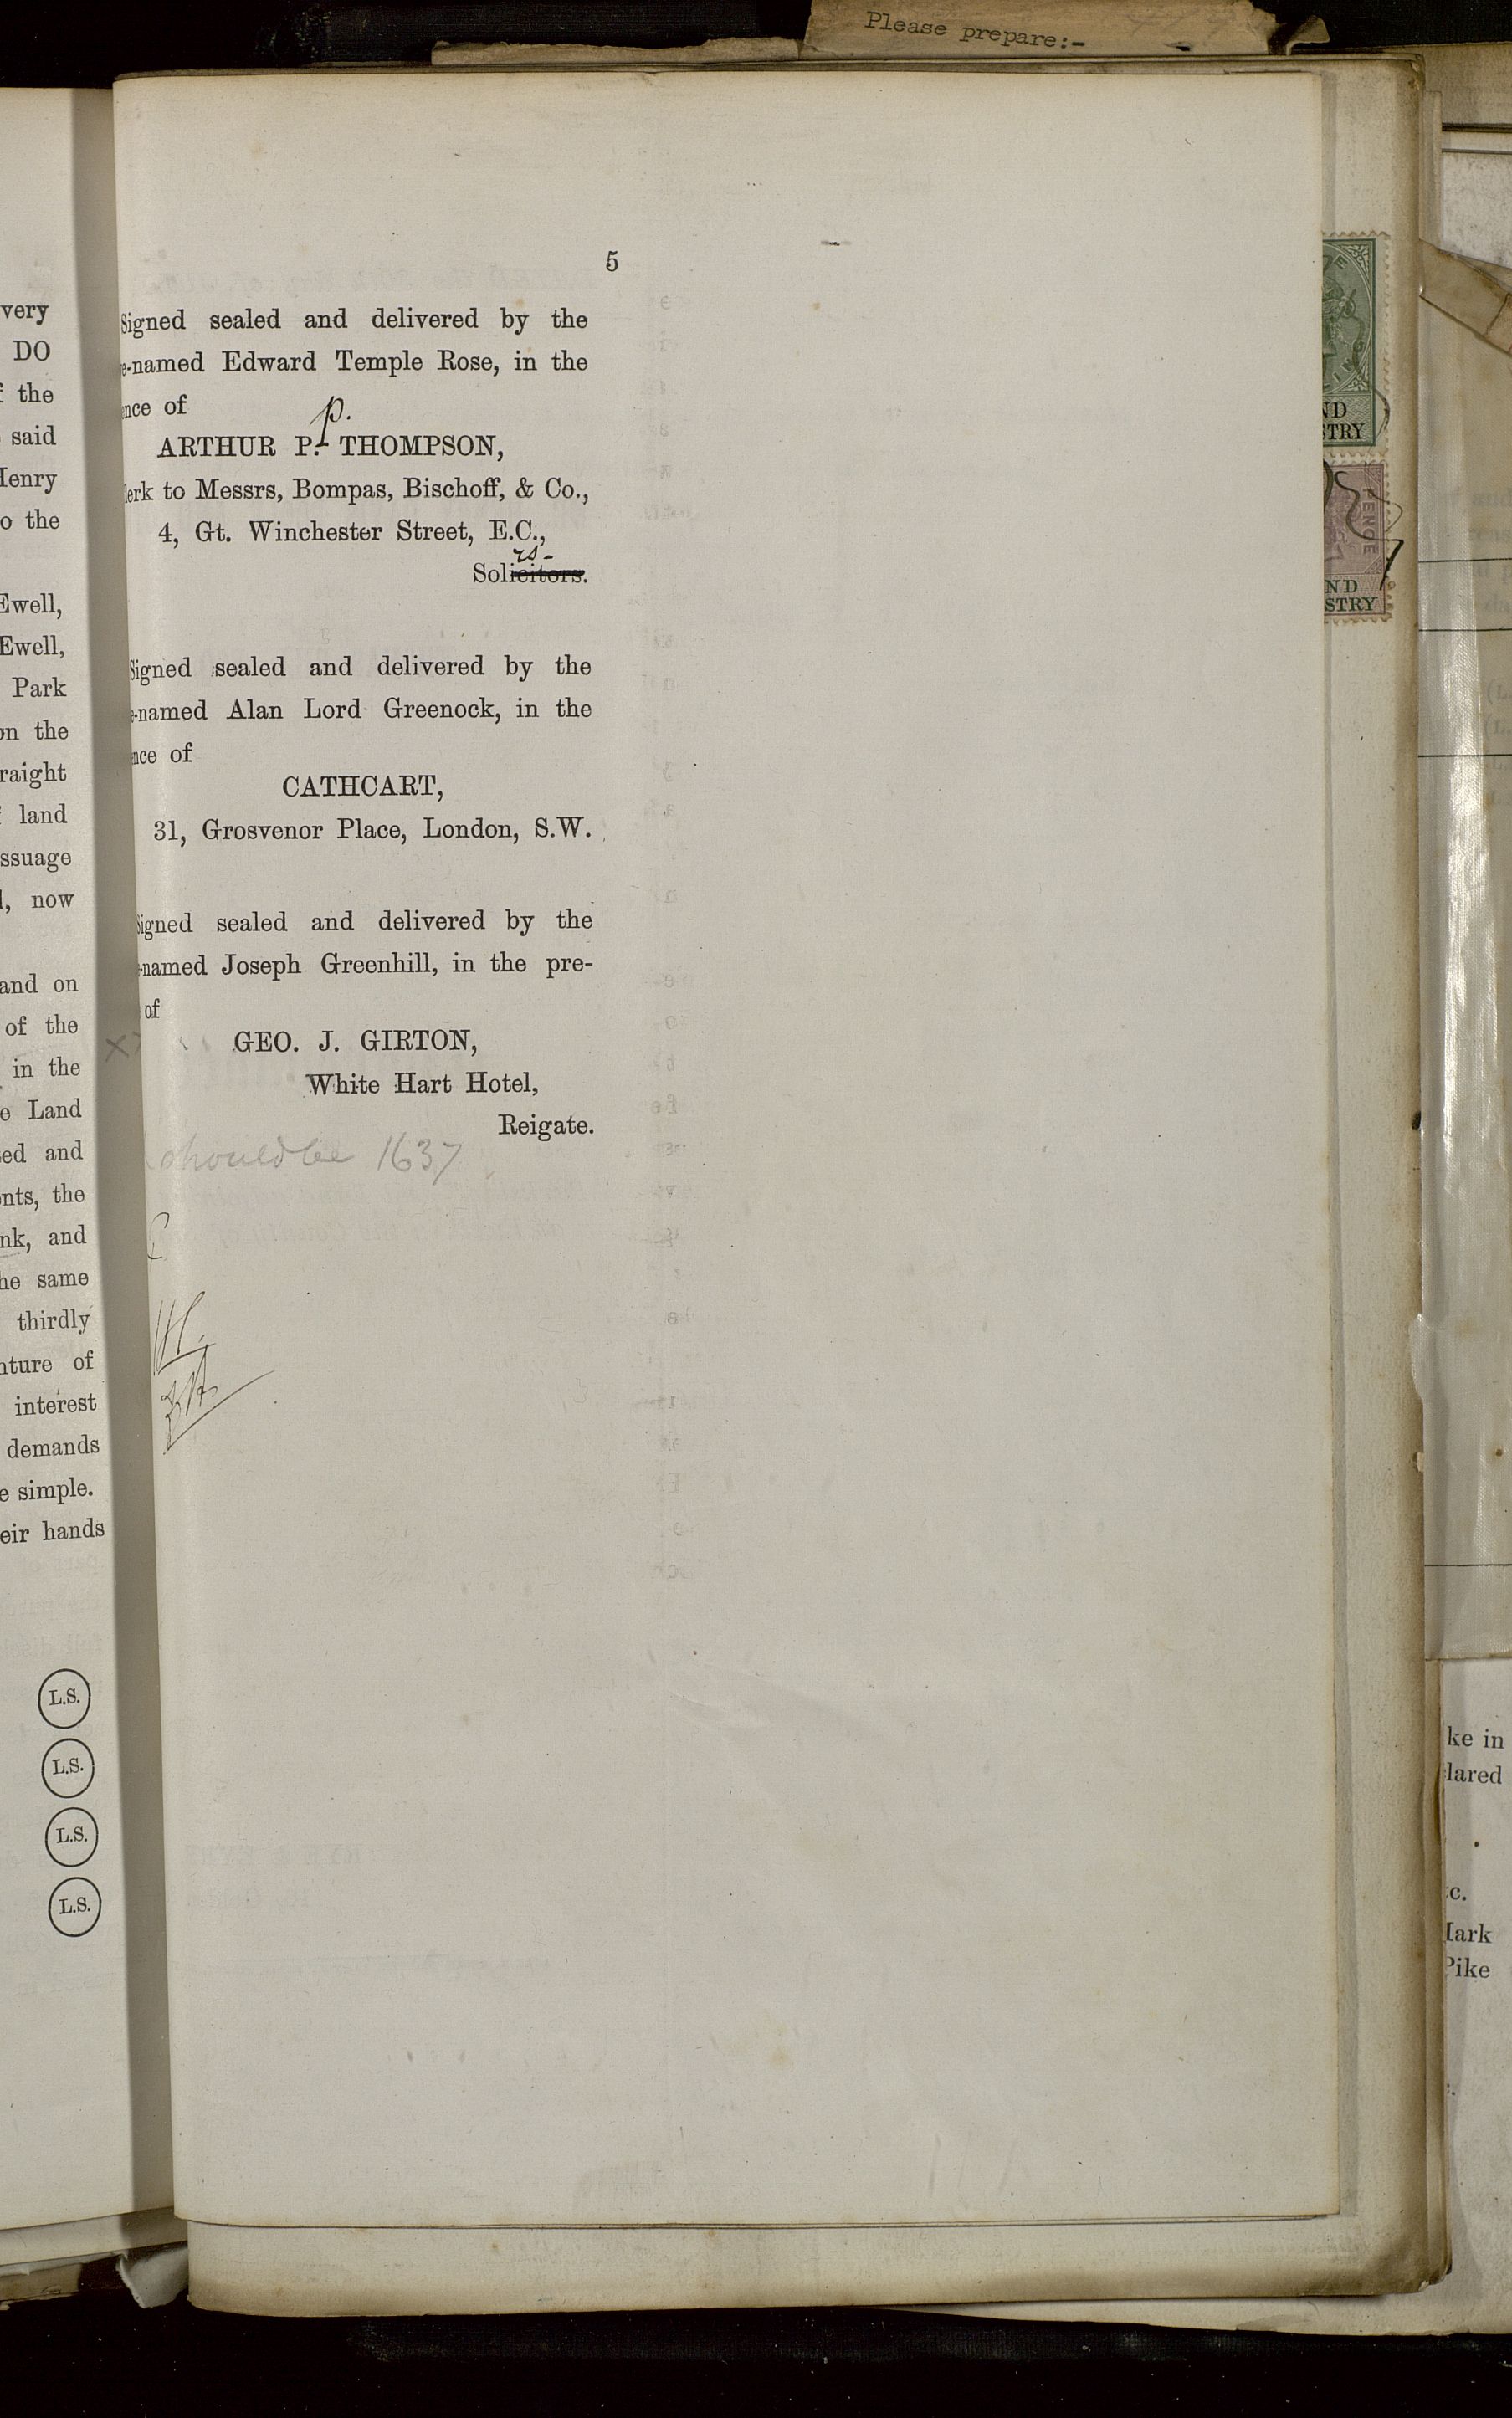 Please prepare:-
very
DO
the
said
Henry
o the
Ewell,
Ewell,
Park
on the
raight
land
ssuage
, now
and on
of the
in the
e Land
ed and
nts, the
nk, and
he same
thirdly
nture of
interest
demands
e simple.
eir hands
L.S.
L.S.
L.S.
L.S.
5
Signed sealed and delivered by the
e-named Edward Temple Rose, in the
nce of
p.
ARTHUR P. THOMPSON,
lerk to Messrs, Bompas, Bischoff, & Co.,
4, Gt. Winchester Street, E.C.,
rs-
Solicitors.
Signed sealed and delivered by the
-named Alan Lord Greenock, in the
nce of
CATHCART,
31, Grosvenor Place, London, S.W.
Signed sealed and delivered by the
-named Joseph Greenhill, in the pre-
of
GEO. J. GIRTON,
White Hart Hotel,
Reigate.
should be 1637
ND
STRY
PENCE
ND
STRY
ke in
lared
c.
Mark
Pike